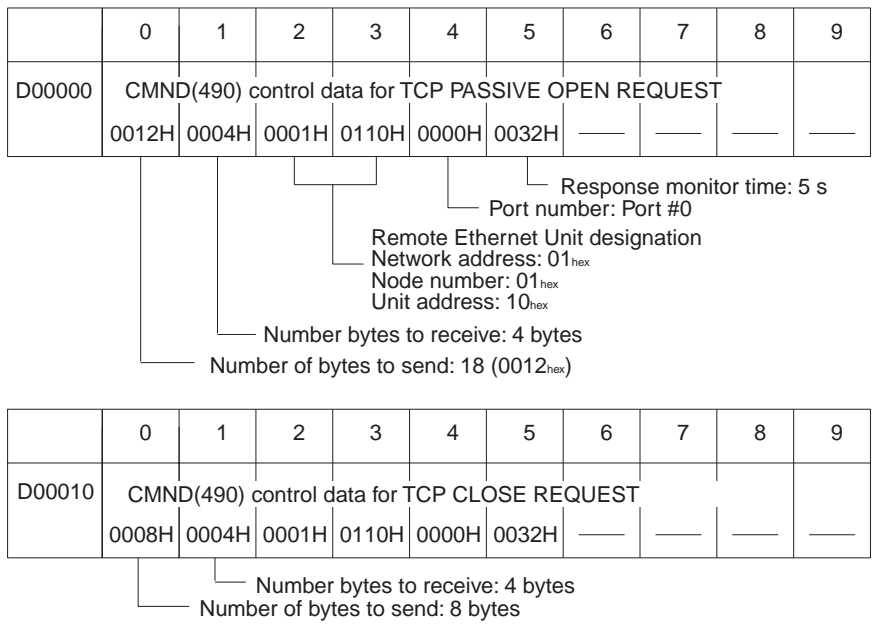 0 1 2 3 4 5 6 7 8 9
D00000 CMND(490) control data for TCP PASSIVE OPEN REQUEST
0012H 0004H 0001H 0110H 0000H 0032H
Response monitor time: 5 s
Port number: Port #0
Remote Ethernet Unit designation
Network address: 01hex
Node number: 01hex
Unit address: 10hex
Number bytes to receive: 4 bytes
Number of bytes to send: 18 (0012hex)
0 1 2 3 4 5 6 7 8 9
D00010 CMND(490) control data for TCP CLOSE REQUEST
0008H 0004H 0001H 0110H 0000H 0032H
Number bytes to receive: 4 bytes
Number of bytes to send: 8 bytes